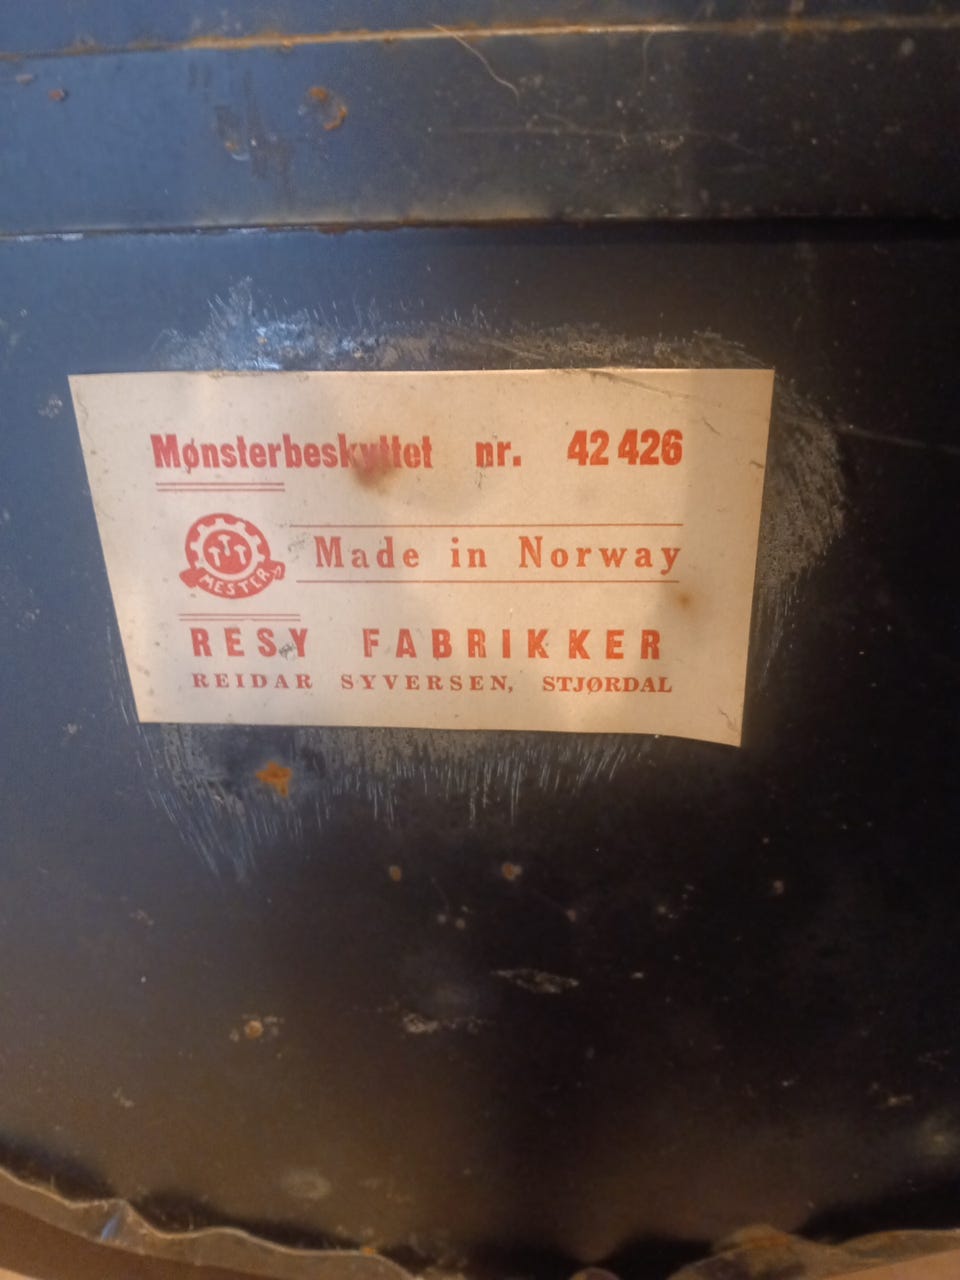 Mønsterbeskyttet nr. 42 426
MESTER
Made in Norway
RESY FABRIKKER
REIDAR SYVERSEN, STJØRDAL